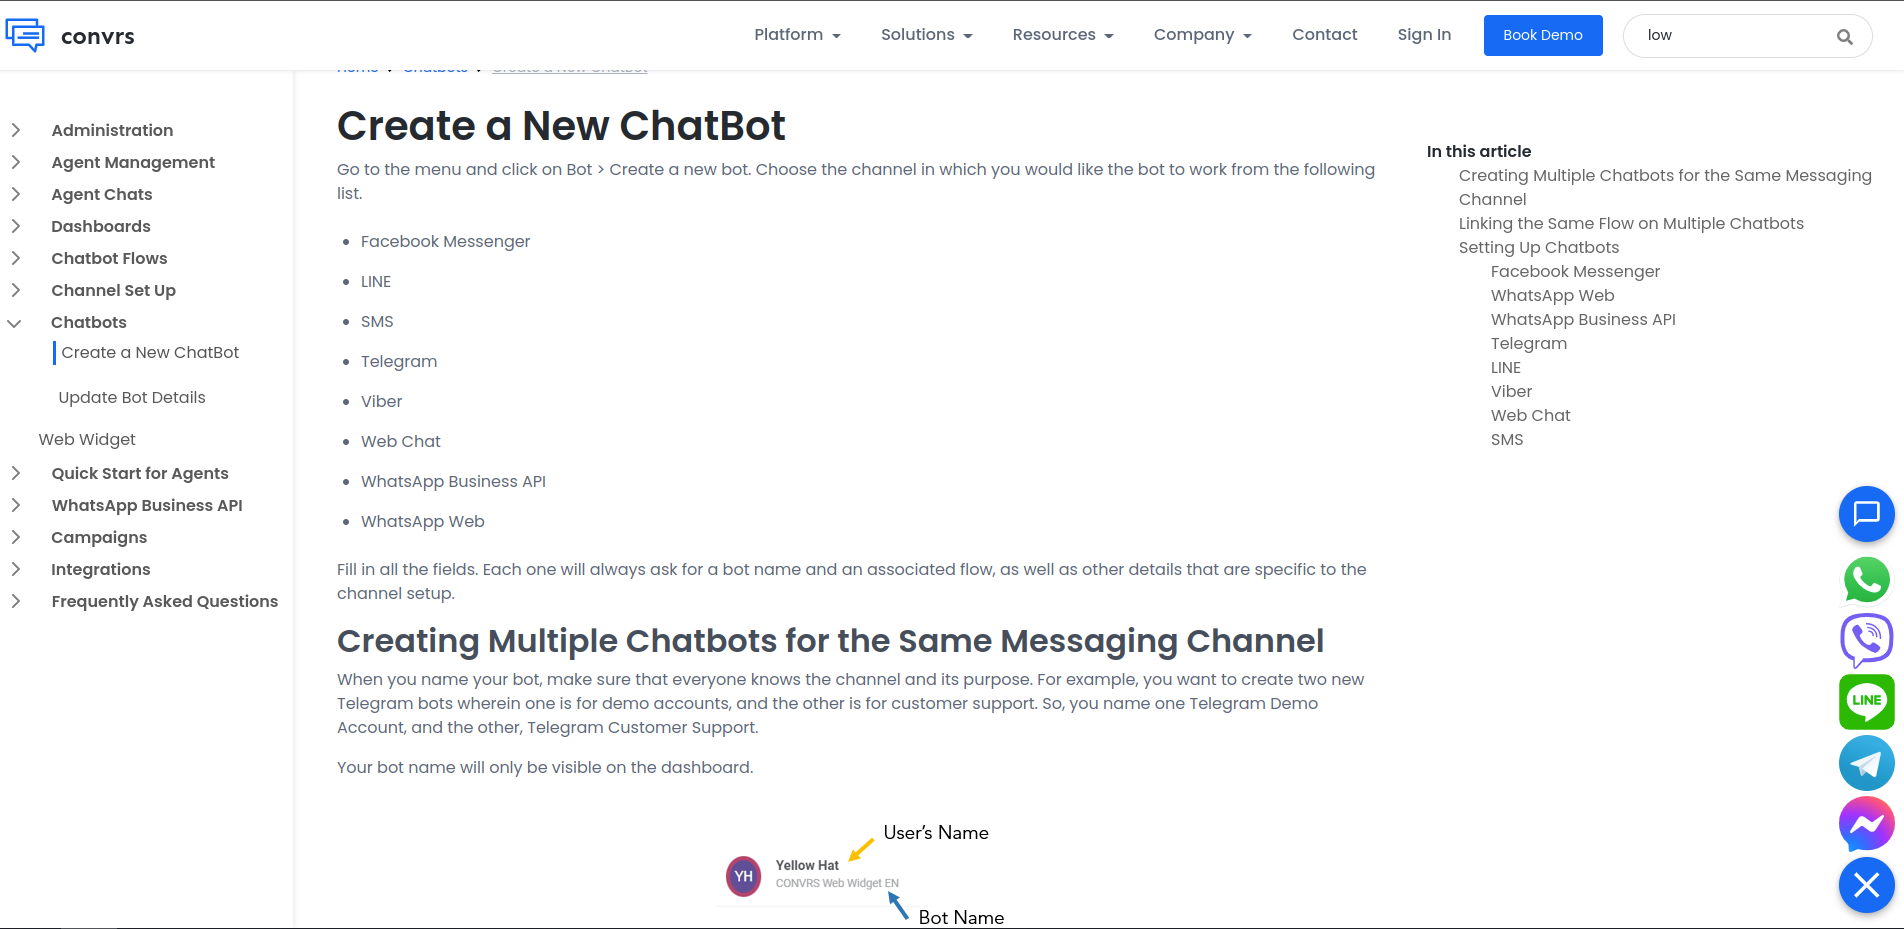 convrs
Platform
Solutions
Resources
Company
Contact
Sign In
Book Demo
low
Home
Chatbots
Create a New ChatBot
Administration
Agent Management
Agent Chats
Dashboards
Chatbot Flows
Channel Set Up
Chatbots
Create a New ChatBot
Update Bot Details
Web Widget
Quick Start for Agents
WhatsApp Business API
Campaigns
Integrations
Frequently Asked Questions
Create a New ChatBot
Go to the menu and click on Bot > Create a new bot. Choose the channel in which you would like the bot to work from the following
list.
Facebook Messenger
LINE
SMS
Telegram
Viber
Web Chat
WhatsApp Business API
WhatsApp Web
Fill in all the fields. Each one will always ask for a bot name and an associated flow, as well as other details that are specific to the
channel setup.
Creating Multiple Chatbots for the Same Messaging Channel
When you name your bot, make sure that everyone knows the channel and its purpose. For example, you want to create two new
Telegram bots wherein one is for demo accounts, and the other is for customer support. So, you name one Telegram Demo
Account, and the other, Telegram Customer Support.
Your bot name will only be visible on the dashboard.
User's Name
YH
Yellow Hat
CONVRS Web Widget EN
Bot Name
In this article
Creating Multiple Chatbots for the Same Messaging
Channel
Linking the Same Flow on Multiple Chatbots
Setting Up Chatbots
Facebook Messenger
WhatsApp Web
WhatsApp Business API
Telegram
LINE
Viber
Web Chat
SMS
LINE